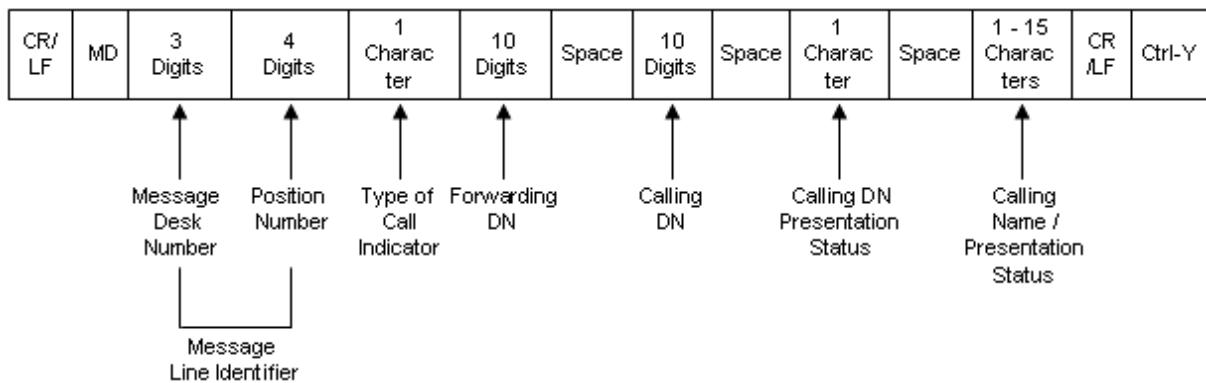 CR/
LF
MD
3
Digits
4
Digits
1
Charac
ter
10
Digits
Space
10
Digits
Space
1
Charac
ter
Space
1 - 15
Charac
ters
CR
/LF
Ctrl-Y
Message
Desk
Number
Position
Number
Type of
Call
Indicator
Forwarding
DN
Calling
DN
Calling DN
Presentation
Status
Calling
Name /
Presentation
Status
Message
Line Identifier